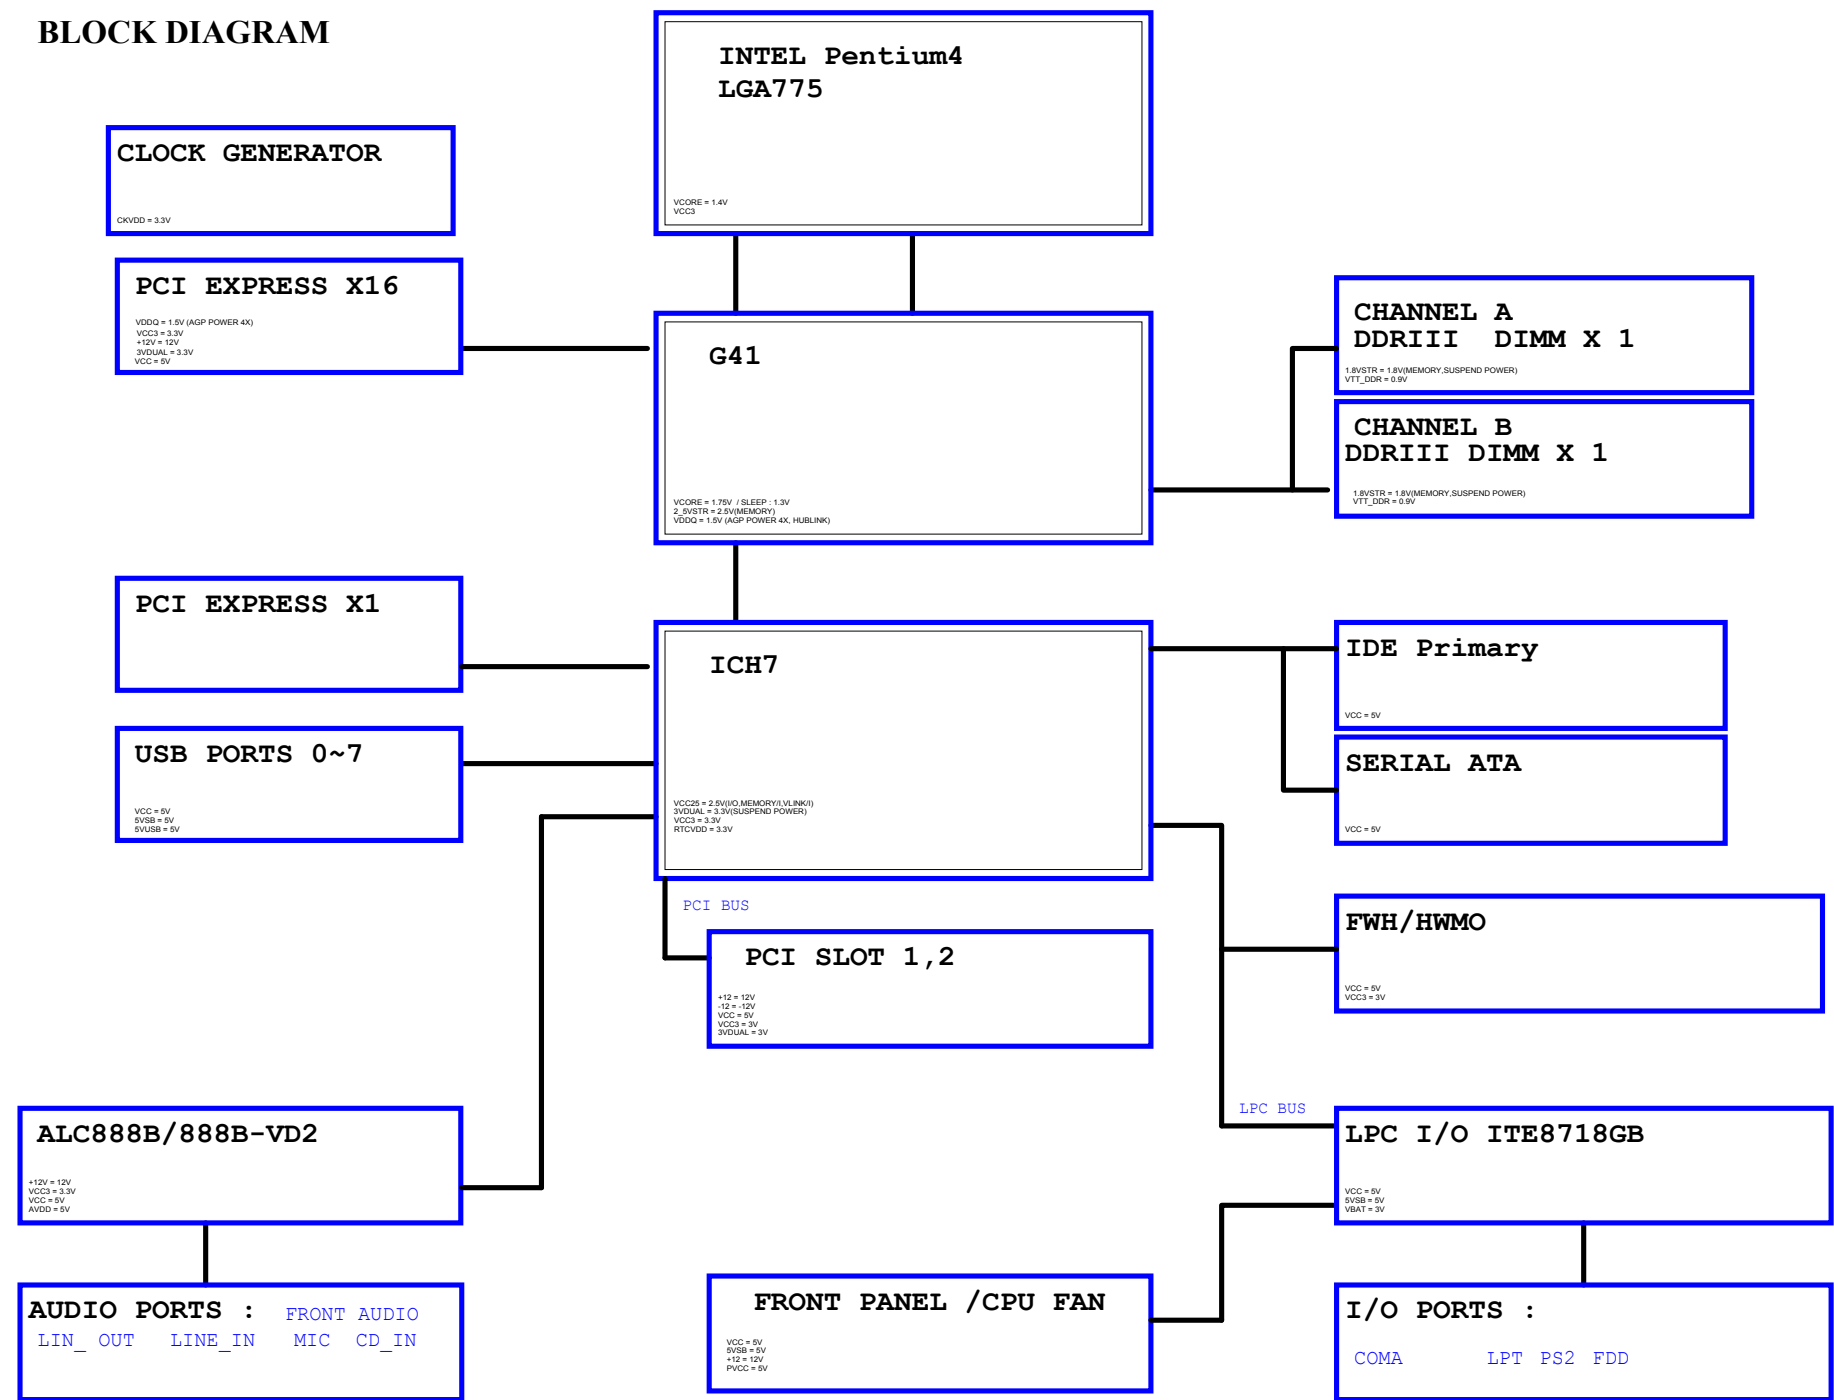 BLOCK DIAGRAM
INTEL Pentium4
LGA775
VCORE = 1.4V
VCC3
CLOCK GENERATOR
CKVDD = 3.3V
PCI EXPRESS X16
VDDQ = 1.5V (AGP POWER 4X)
VCC3 = 3.3V
+12V = 12V
3VDUAL = 3.3V
VCC = 5V
G41
VCORE = 1.75V / SLEEP : 1.3V
2_5VSTR = 2.5V(MEMORY)
VDDQ = 1.5V (AGP POWER 4X, HUBLINK)
CHANNEL A
DDRIII DIMM X 1
1.8VSTR = 1.8V(MEMORY,SUSPEND POWER)
VTT_DDR = 0.9V
CHANNEL B
DDRIII DIMM X 1
1.8VSTR = 1.8V(MEMORY,SUSPEND POWER)
VTT_DDR = 0.9V
PCI EXPRESS X1
ICH7
VCC25 = 2.5V(I/O,MEMORY/I,VLINK/I)
3VDUAL = 3.3V(SUSPEND POWER)
VCC3 = 3.3V
RTCVDD = 3.3V
IDE Primary
VCC = 5V
USB PORTS 0~7
VCC = 5V
5VSB = 5V
5VUSB = 5V
SERIAL ATA
VCC = 5V
PCI BUS
PCI SLOT 1,2
+12 = 12V
-12 = -12V
VCC = 5V
VCC3 = 3V
3VDUAL = 3V
FWH/HWMO
VCC = 5V
VCC3 = 3V
ALC888B/888B-VD2
+12V = 12V
VCC3 = 3.3V
VCC = 5V
AVDD = 5V
LPC BUS
LPC I/O ITE8718GB
VCC = 5V
5VSB = 5V
VBAT = 3V
AUDIO PORTS : FRONT AUDIO
LIN_ OUT LINE_IN MIC CD_IN
FRONT PANEL /CPU FAN
VCC = 5V
5VSB = 5V
+12 = 12V
PVCC = 5V
I/O PORTS :
COMA LPT PS2 FDD